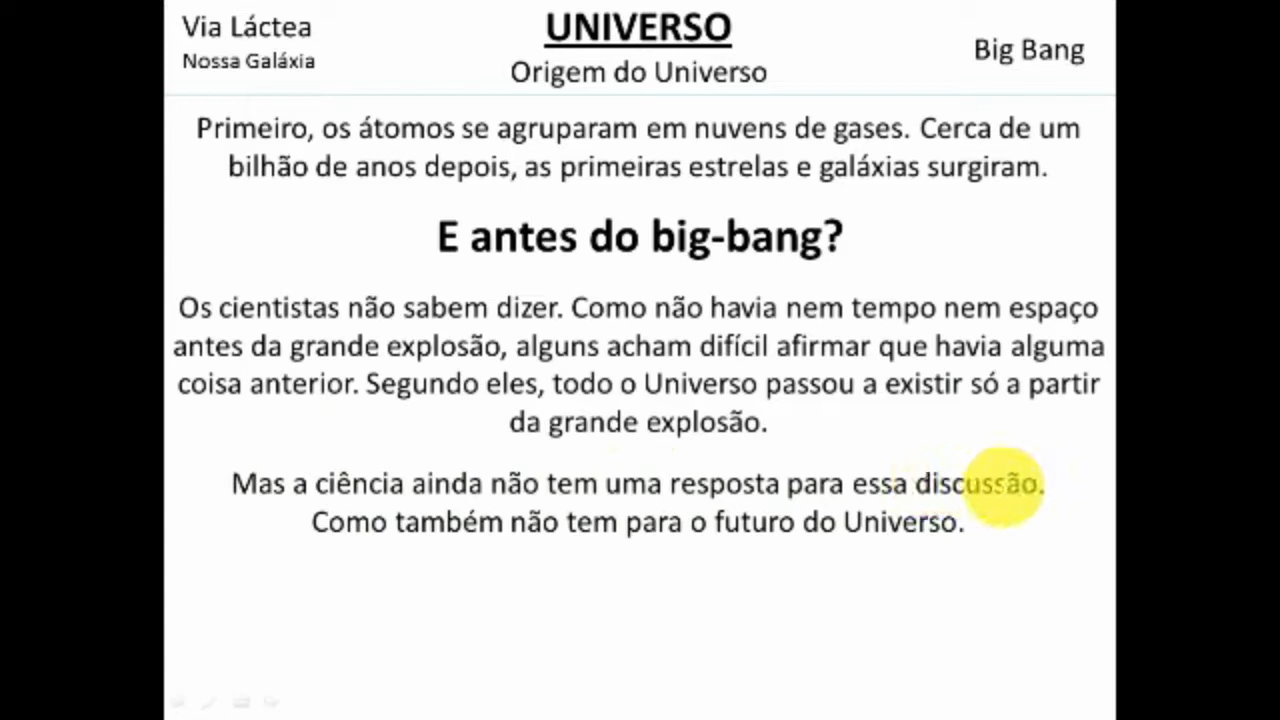 Via Láctea
Nossa Galáxia
UNIVERSO
Origem do Universo
Big Bang
Primeiro, os átomos se agruparam em nuvens de gases. Cerca de um
bilhão de anos depois, as primeiras estrelas e galáxias surgiram.
E antes do big-bang?
Os cientistas não sabem dizer. Como não havia nem tempo nem espaço
antes da grande explosão, alguns acham difícil afirmar que havia alguma
coisa anterior. Segundo eles, todo o Universo passou a existir só a partir
da grande explosão.
Mas a ciência ainda não tem uma resposta para essa discussão.
Como também não tem para o futuro do Universo.